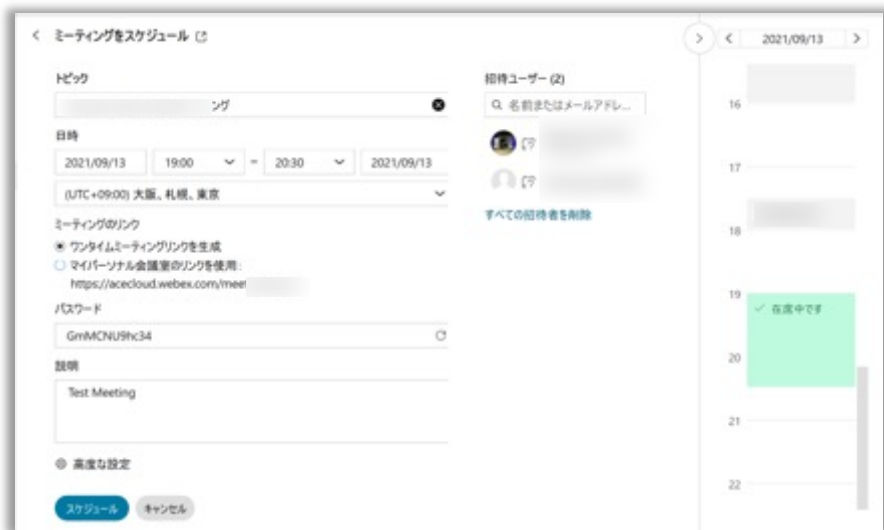 ミーティングをスケジュール
トピック
ング
日時
2021/09/13 19:00 - 20:30 2021/09/13
(UTC+09:00) 大阪、札幌、東京
ミーティングのリンク
ワンタイムミーティングリンクを生成
マイパーソナル会議室のリンクを使用:
https://acecloud.webex.com/meet
パスワード
GmMCNU9hc34
説明
Test Meeting
高度な設定
スケジュール キャンセル
招待ユーザー (2)
名前またはメールアドレ...
すべての招待者を削除
2021/09/13
16
17
18
19
在席中です
20
21
22